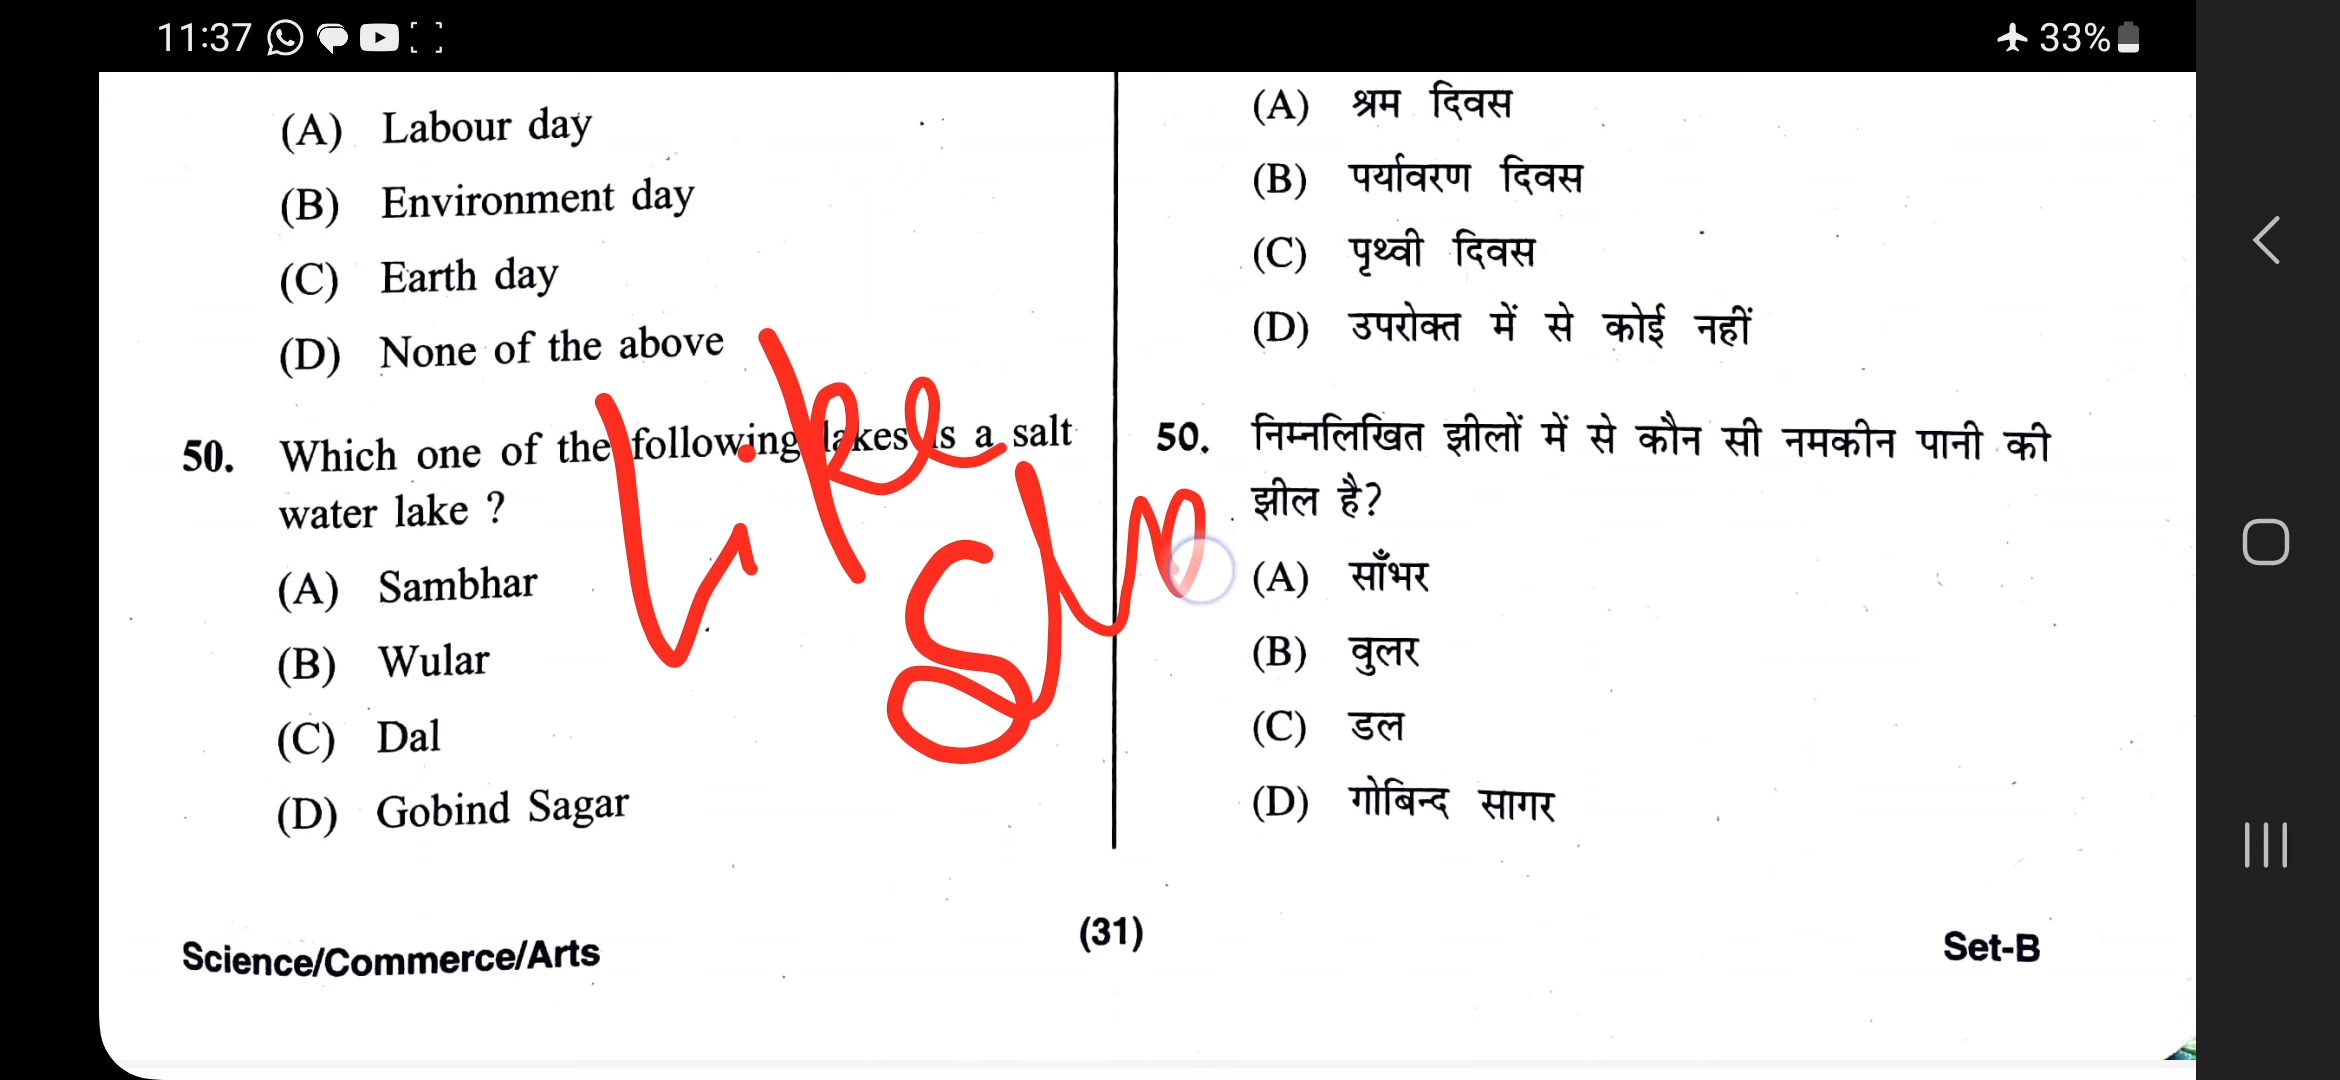 11:37
33%
(A) Labour day
(B) Environment day
(C) Earth day
(D) None of the above
50. Which one of the following lakes is a salt
water lake ?
(A) Sambhar
(B) Wular
(C) Dal
(D) Gobind Sagar
Like
(A) श्रम दिवस
(B) पर्यावरण दिवस
(C) पृथ्वी दिवस
(D) उपरोक्त में से कोई नहीं
50. निम्नलिखित झीलों में से कौन सी नमकीन पानी की
झील है?
(A) साँभर
(B) वुलर
(C) डल
(D) गोबिन्द सागर
Science/Commerce/Arts
(31)
Set-B